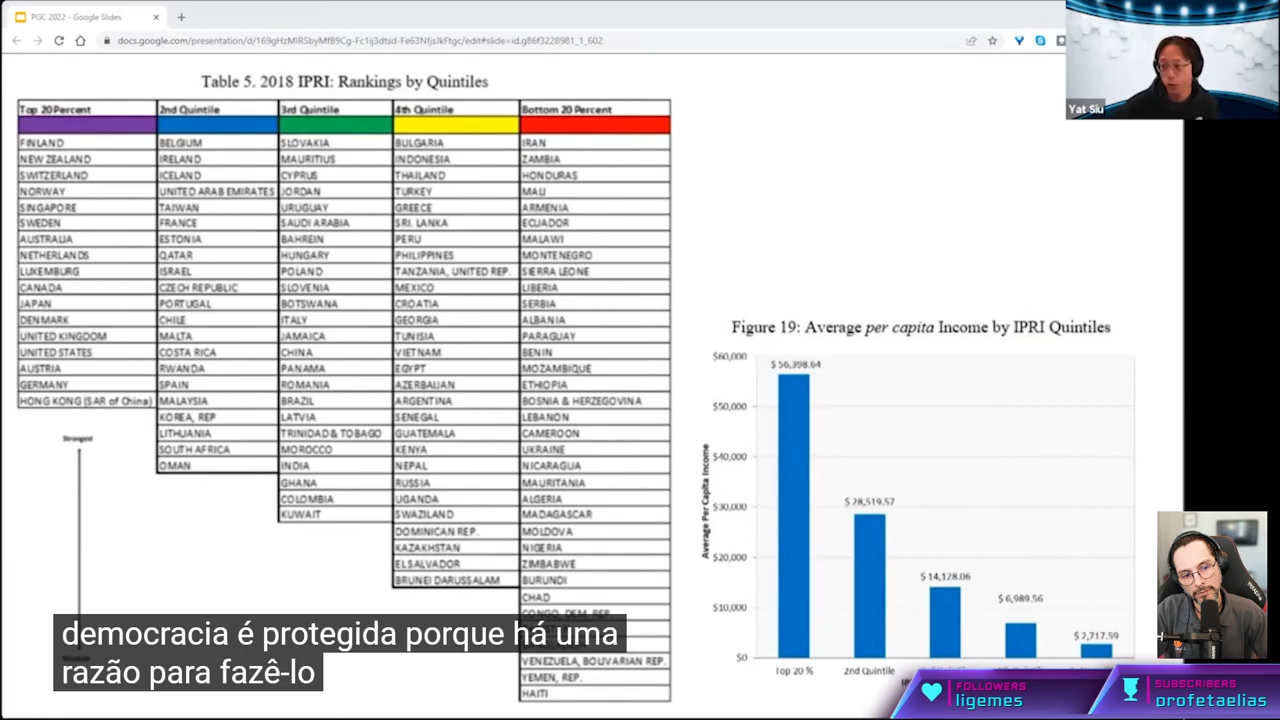 PGC 2022 - Google Slides
docs.google.com/presentation/d/169gHzMlRSbyMfB9Cg-Fc1ij3dtsd-Fe63NfjsJkFtgc/edit#slide=id.g86f3228981_1_602
Yat Siu
Table 5. 2018 IPRI: Rankings by Quintiles
Top 20 Percent 2nd Quintile 3rd Quintile 4th Quintile Bottom 20 Percent
FINLAND BELGIUM SLOVAKIA BULGARIA IRAN
NEW ZEALAND IRELAND MAURITIUS INDONESIA ZAMBIA
SWITZERLAND ICELAND CYPRUS THAILAND HONDURAS
NORWAY UNITED ARAB EMIRATES JORDAN TURKEY MALI
SINGAPORE TAIWAN URUGUAY GREECE ARMENIA
SWEDEN FRANCE SAUDI ARABIA SRI. LANKA ECUADOR
AUSTRALIA ESTONIA BAHREIN PERU MALAWI
NETHERLANDS QATAR HUNGARY PHILIPPINES MONTENEGRO
LUXEMBURG ISRAEL POLAND TANZANIA, UNITED REP. SIERRA LEONE
CANADA CZECH REPUBLIC SLOVENIA MEXICO LIBERIA
JAPAN PORTUGAL BOTSWANA CROATIA SERBIA
DENMARK CHILE ITALY GEORGIA ALBANIA
UNITED KINGDOM MALTA JAMAICA TUNISIA PARAGUAY
UNITED STATES COSTA RICA CHINA VIETNAM BENIN
AUSTRIA RWANDA PANAMA EGYPT MOZAMBIQUE
GERMANY SPAIN ROMANIA AZERBAIJAN ETHIOPIA
HONG KONG (SAR of China) MALAYSIA BRAZIL ARGENTINA BOSNIA & HERZEGOVINA
KOREA, REP LATVIA SENEGAL LEBANON
LITHUANIA TRINIDAD & TOBAGO GUATEMALA CAMEROON
SOUTH AFRICA MOROCCO KENYA UKRAINE
OMAN INDIA NEPAL NICARAGUA
GHANA RUSSIA MAURITANIA
COLOMBIA UGANDA ALGERIA
KUWAIT SWAZILAND MADAGASCAR
DOMINICAN REP. MOLDOVA
KAZAKHSTAN NIGERIA
EL SALVADOR ZIMBABWE
BRUNEI DARUSSALAM BURUNDI
CHAD
CONGO, DEM. REP.
VENEZUELA, BOLIVARIAN REP.
YEMEN, REP.
HAITI
Strongest
Figure 19: Average per capita Income by IPRI Quintiles
Average Per Capita Income
$60,000
$50,000
$40,000
$30,000
$20,000
$10,000
$0
$ 56,398.64
$ 28,519.57
$ 14,128.06
$ 6,989.56
$ 2,717.59
Top 20 % 2nd Quintile
democracia é protegida porque há uma
razão para fazê-lo
FOLLOWERS
ligemes
SUBSCRIBERS
profetaelias